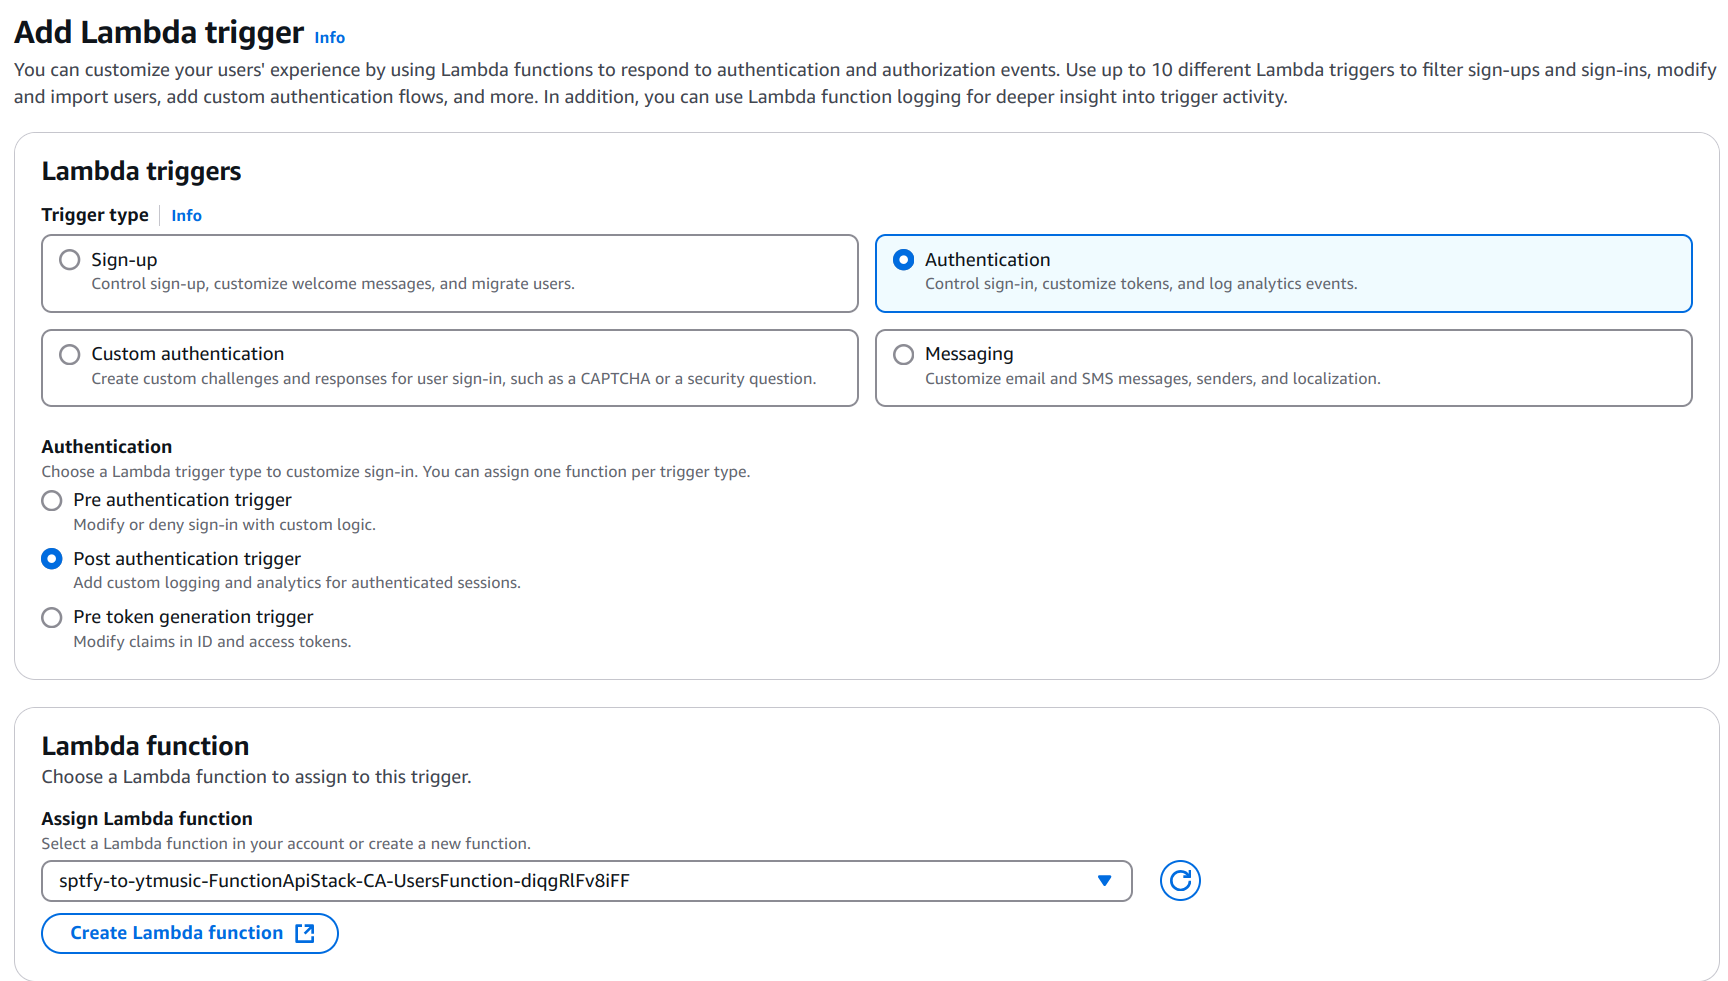 Add Lambda trigger Info
You can customize your users' experience by using Lambda functions to respond to authentication and authorization events. Use up to 10 different Lambda triggers to filter sign-ups and sign-ins, modify
and import users, add custom authentication flows, and more. In addition, you can use Lambda function logging for deeper insight into trigger activity.
Lambda triggers
Trigger type Info
Sign-up
Control sign-up, customize welcome messages, and migrate users.
Authentication
Control sign-in, customize tokens, and log analytics events.
Custom authentication
Create custom challenges and responses for user sign-in, such as a CAPTCHA or a security question.
Messaging
Customize email and SMS messages, senders, and localization.
Authentication
Choose a Lambda trigger type to customize sign-in. You can assign one function per trigger type.
Pre authentication trigger
Modify or deny sign-in with custom logic.
Post authentication trigger
Add custom logging and analytics for authenticated sessions.
Pre token generation trigger
Modify claims in ID and access tokens.
Lambda function
Choose a Lambda function to assign to this trigger.
Assign Lambda function
Select a Lambda function in your account or create a new function.
sptfy-to-ytmusic-FunctionApiStack-CA-UsersFunction-diqgRlFv8iFF
Create Lambda function